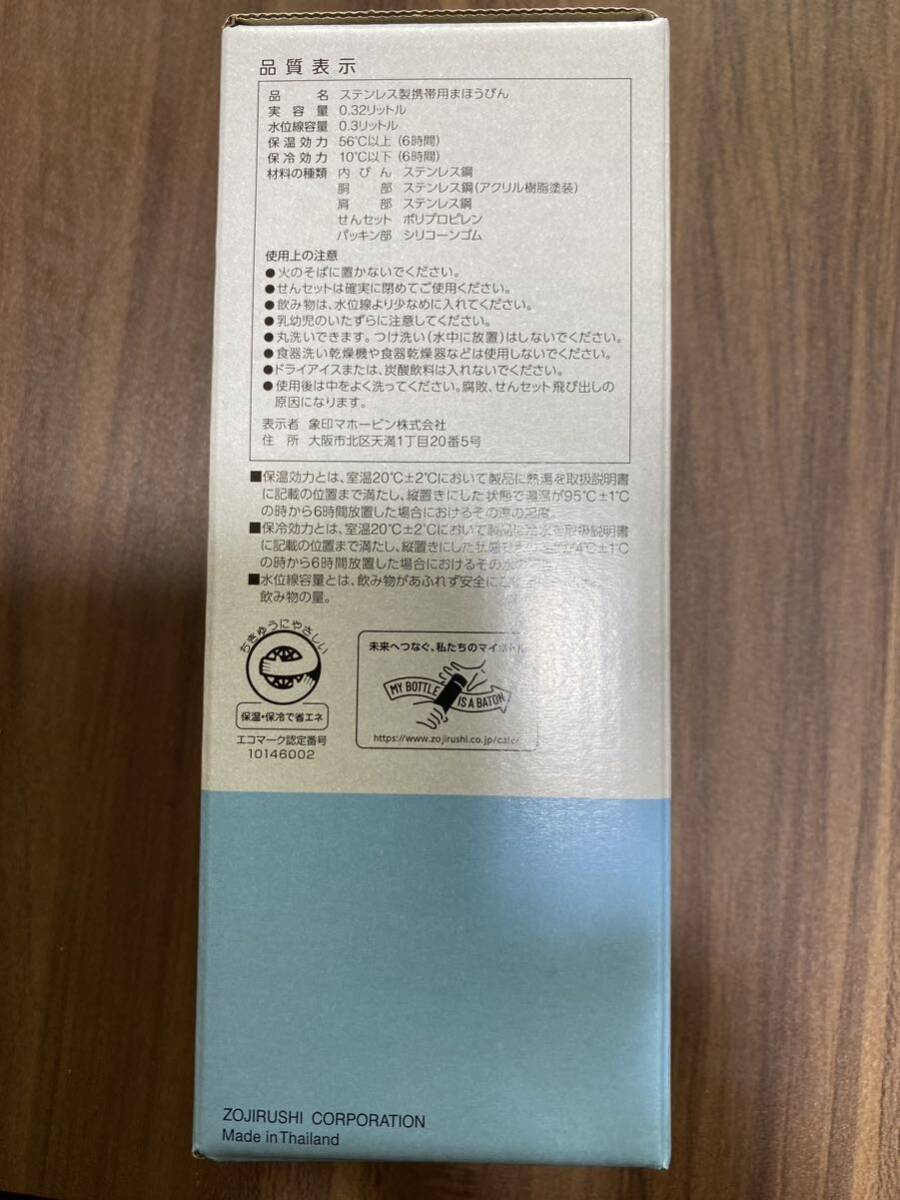 品質表示
品名 ステンレス製携帯用まほうびん
実容量 0.32リットル
水位線容量 0.3リットル
保温効力 56℃以上 (6時間)
保冷効力 10℃以下 (6時間)
材料の種類 内びん ステンレス鋼
胴部 ステンレス鋼(アクリル樹脂塗装)
肩部 ステンレス鋼
せんセット ポリプロピレン
パッキン部 シリコーンゴム
使用上の注意
●火のそばに置かないでください。
●せんセットは確実に閉めてご使用ください。
●飲み物は、水位線より少なめに入れてください。
●乳幼児のいたずらに注意してください。
●丸洗いできます。つけ洗い(水中に放置)はしないでください。
●食器洗い乾燥機や食器乾燥器などは使用しないでください。
●ドライアイスまたは、炭酸飲料は入れないでください。
●使用後は中をよく洗ってください。腐敗、せんセット飛び出しの
原因になります。
表示者 象印マホービン株式会社
住所 大阪市北区天満1丁目20番5号
■保温効力とは、室温20℃±2℃において製品に熱湯を取扱説明書
に記載の位置まで満たし、縦置きにした状態で湯温が95℃±1℃
の時から6時間放置した場合におけるその湯の温度。
■保冷効力とは、室温20℃±2℃において製品に冷水を取扱説明書
に記載の位置まで満たし、縦置きにした状態で 4℃±1℃
の時から6時間放置した場合におけるその水の
■水位線容量とは、飲み物があふれず安全に
飲み物の量。
ちきゅうにやさしい
保温・保冷で省エネ
エコマーク認定番号
10146002
未来へつなぐ、私たちのマイボトル
MY BOTTLE IS A BATON
https://www.zojirushi.co.jp/cafe/
ZOJIRUSHI CORPORATION
Made in Thailand